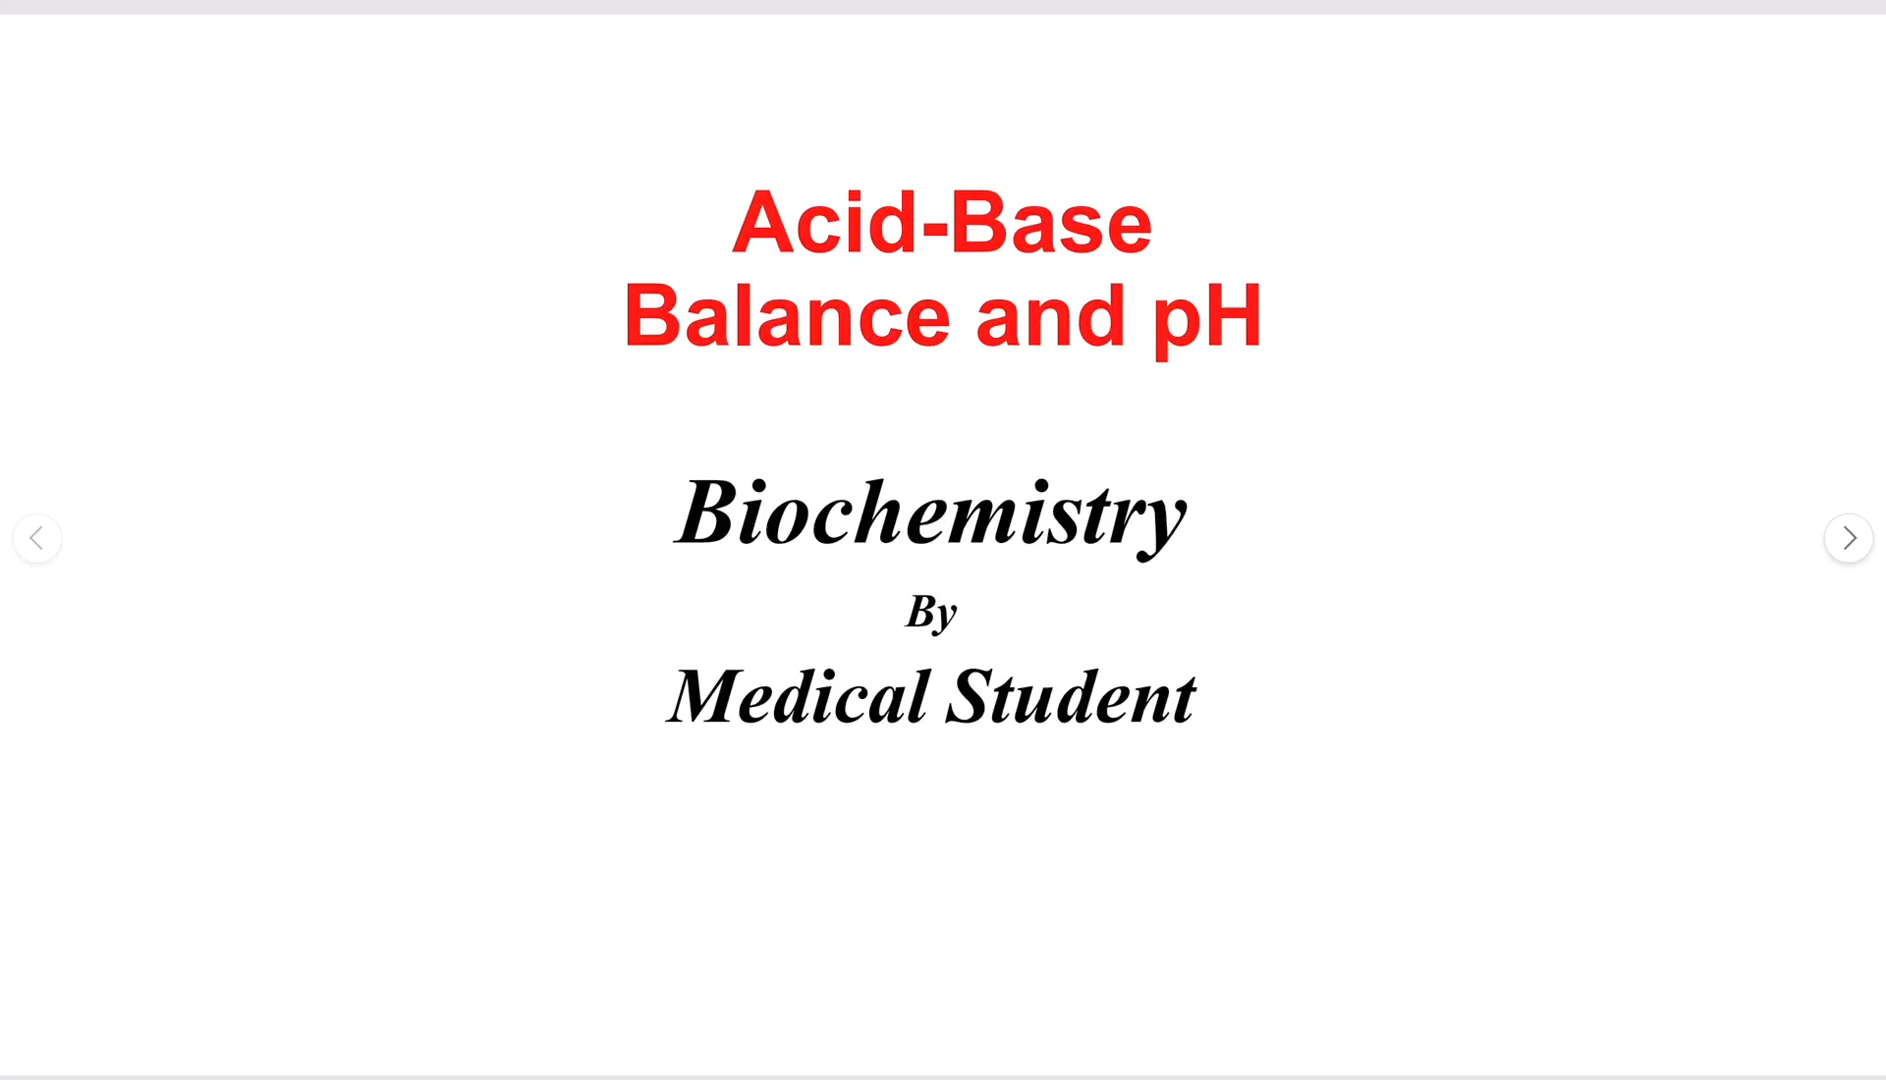 Acid-Base
Balance and pH
Biochemistry
By
Medical Student